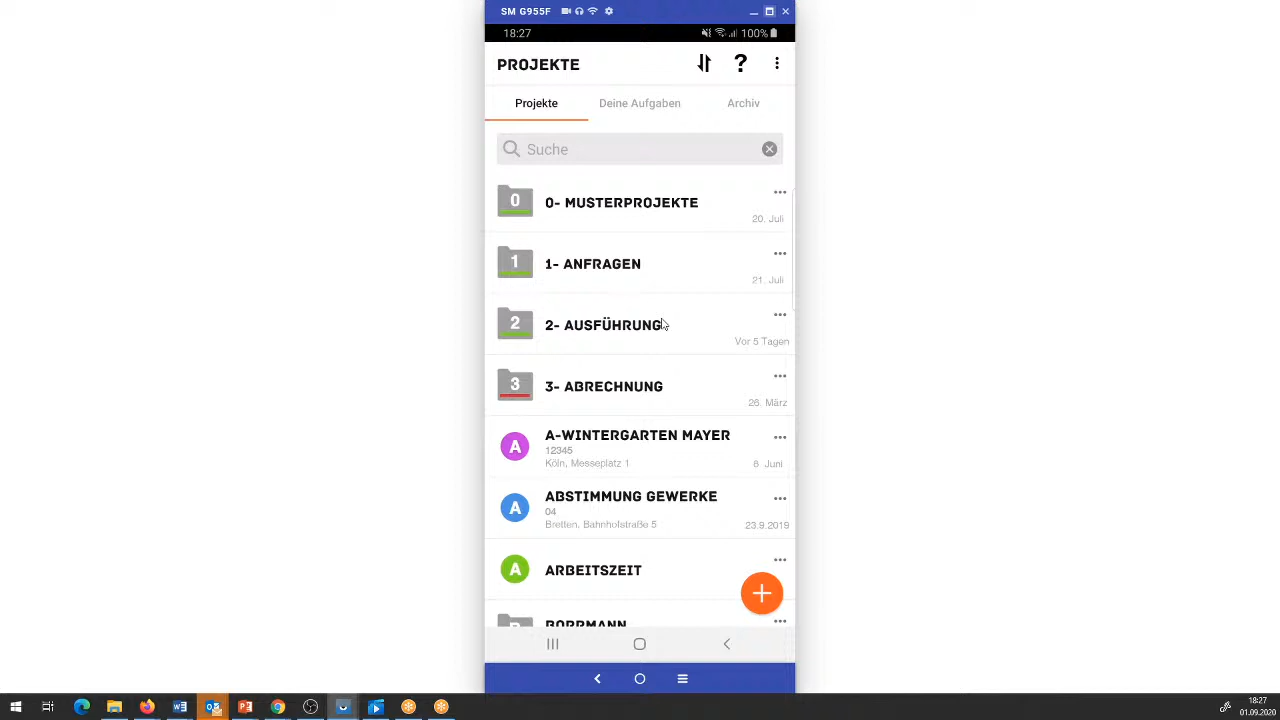 SM G955F
18:27
100%
PROJEKTE
?
Projekte
Deine Aufgaben
Archiv
Suche
0
0- MUSTERPROJEKTE
20. Juli
1
1- ANFRAGEN
21. Juli
2
2- AUSFÜHRUNG
Vor 5 Tagen
3
3- ABRECHNUNG
26. März
A
A-WINTERGARTEN MAYER
12345
Köln, Messeplatz 1
6 Juni
A
ABSTIMMUNG GEWERKE
04
Bretten, Bahnhofstraße 5
23.9.2019
A
ARBEITSZEIT
BORRMANN
18:27
01.09.2020